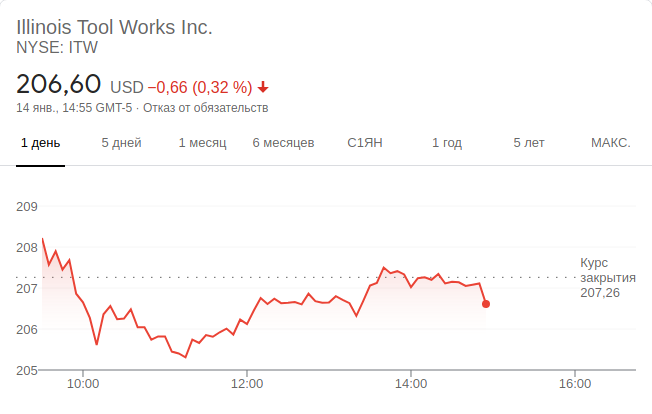 Illinois Tool Works Inc.
NYSE: ITW
206,60 USD −0,66 (0,32 %)
14 янв., 14:55 GMT-5 · Отказ от обязательств
1 день 5 дней 1 месяц 6 месяцев С1ЯН 1 год 5 лет МАКС.
209
208
207
206
205
Курс
закрытия
207,26
10:00 12:00 14:00 16:00